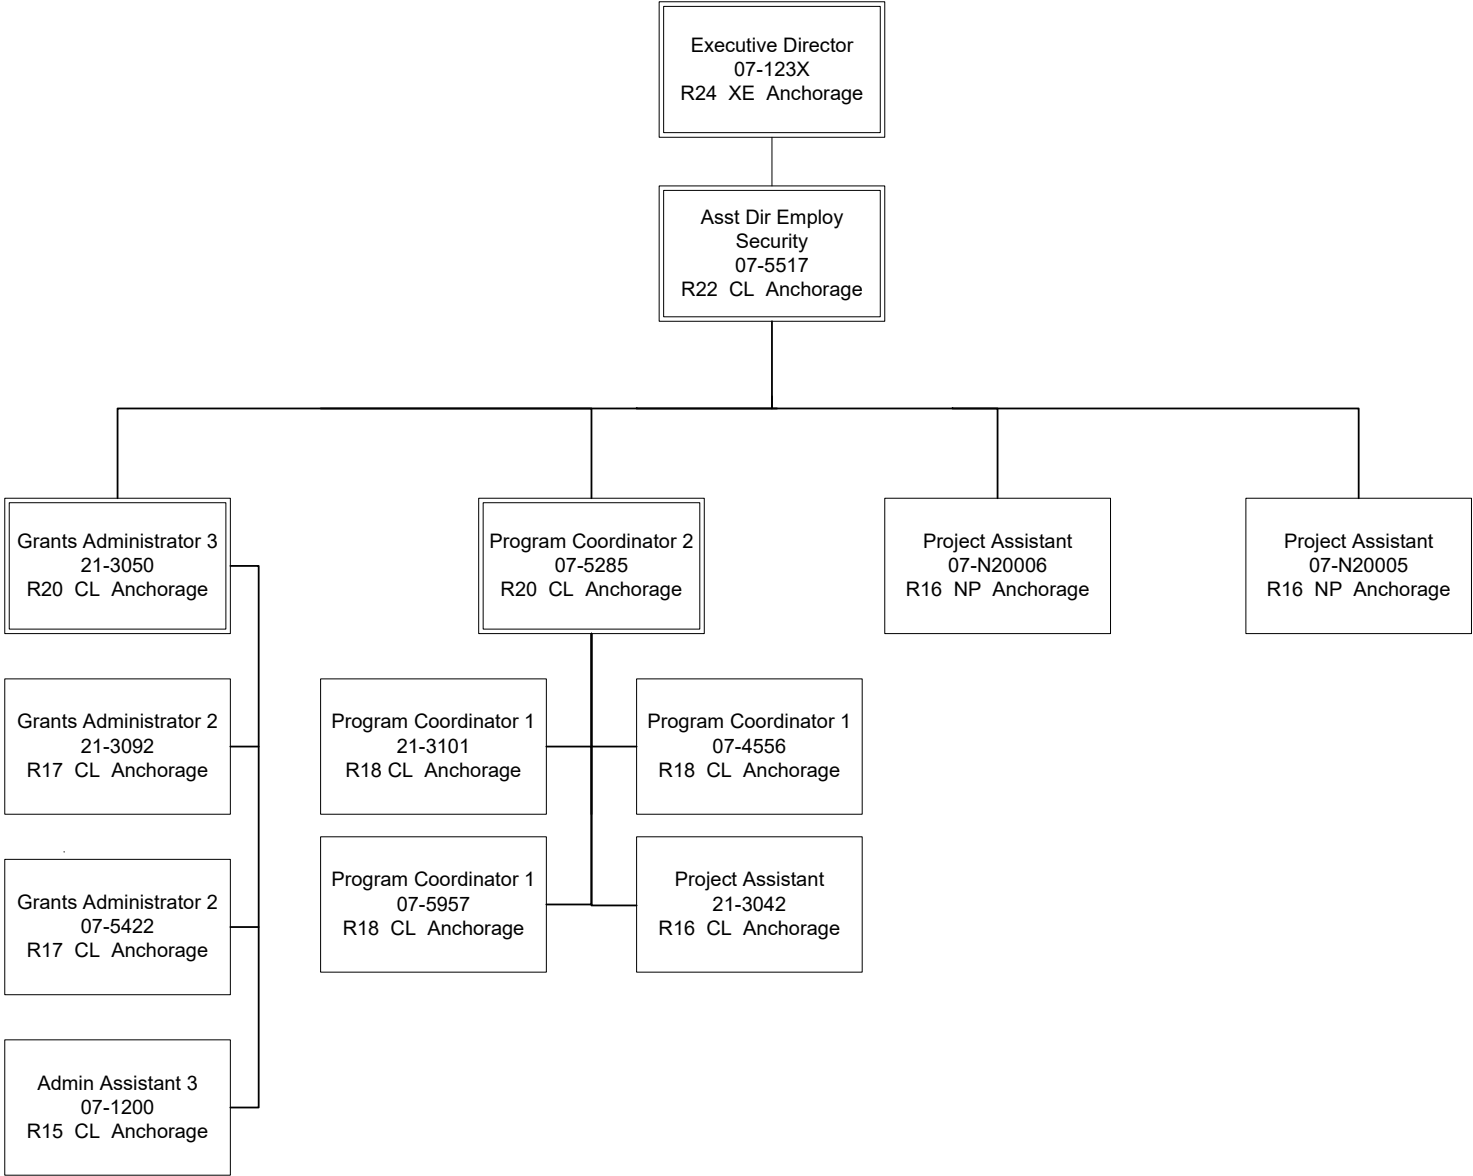 Executive Director
07-123X
R24 XE Anchorage
Asst Dir Employ
Security
07-5517
R22 CL Anchorage
Grants Administrator 3
21-3050
R20 CL Anchorage
Program Coordinator 2
07-5285
R20 CL Anchorage
Project Assistant
07-N20006
R16 NP Anchorage
Project Assistant
07-N20005
R16 NP Anchorage
Grants Administrator 2
21-3092
R17 CL Anchorage
Program Coordinator 1
21-3101
R18 CL Anchorage
Program Coordinator 1
07-4556
R18 CL Anchorage
Grants Administrator 2
07-5422
R17 CL Anchorage
Program Coordinator 1
07-5957
R18 CL Anchorage
Project Assistant
21-3042
R16 CL Anchorage
Admin Assistant 3
07-1200
R15 CL Anchorage